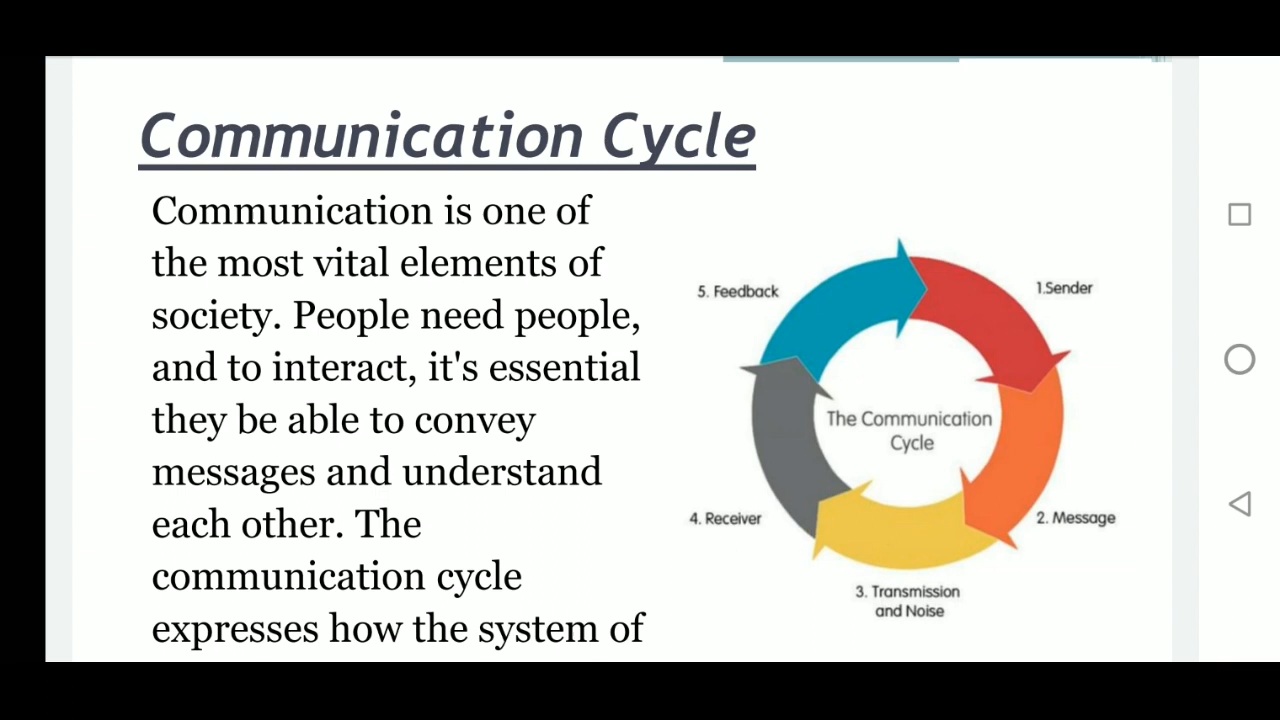 Communication Cycle
Communication is one of
the most vital elements of
society. People need people,
and to interact, it's essential
they be able to convey
messages and understand
each other. The
communication cycle
expresses how the system of
5. Feedback
1.Sender
The Communication
Cycle
4. Receiver
2. Message
3. Transmission
and Noise